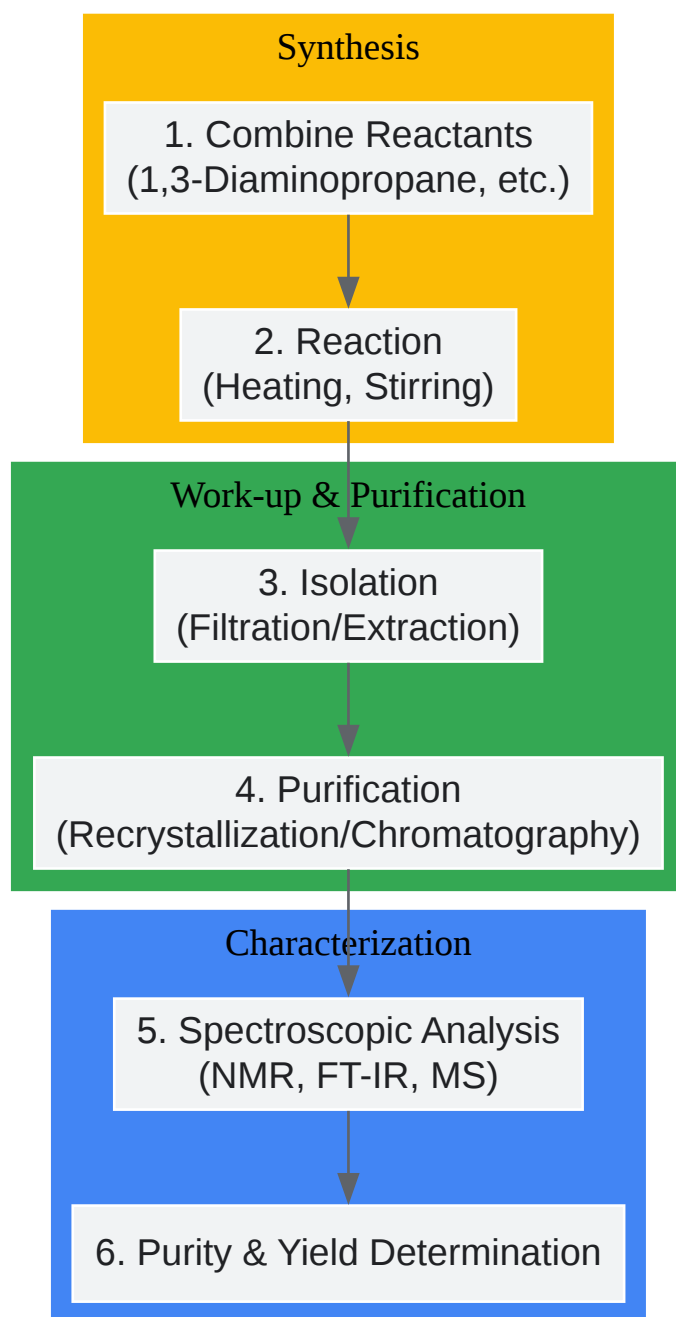 Synthesis
1. Combine Reactants
(1,3-Diaminopropane, etc.)
2. Reaction
(Heating, Stirring)
Work-up & Purification
3. Isolation
(Filtration/Extraction)
4. Purification
(Recrystallization/Chromatography)
Characterization
5. Spectroscopic Analysis
(NMR, FT-IR, MS)
6. Purity & Yield Determination